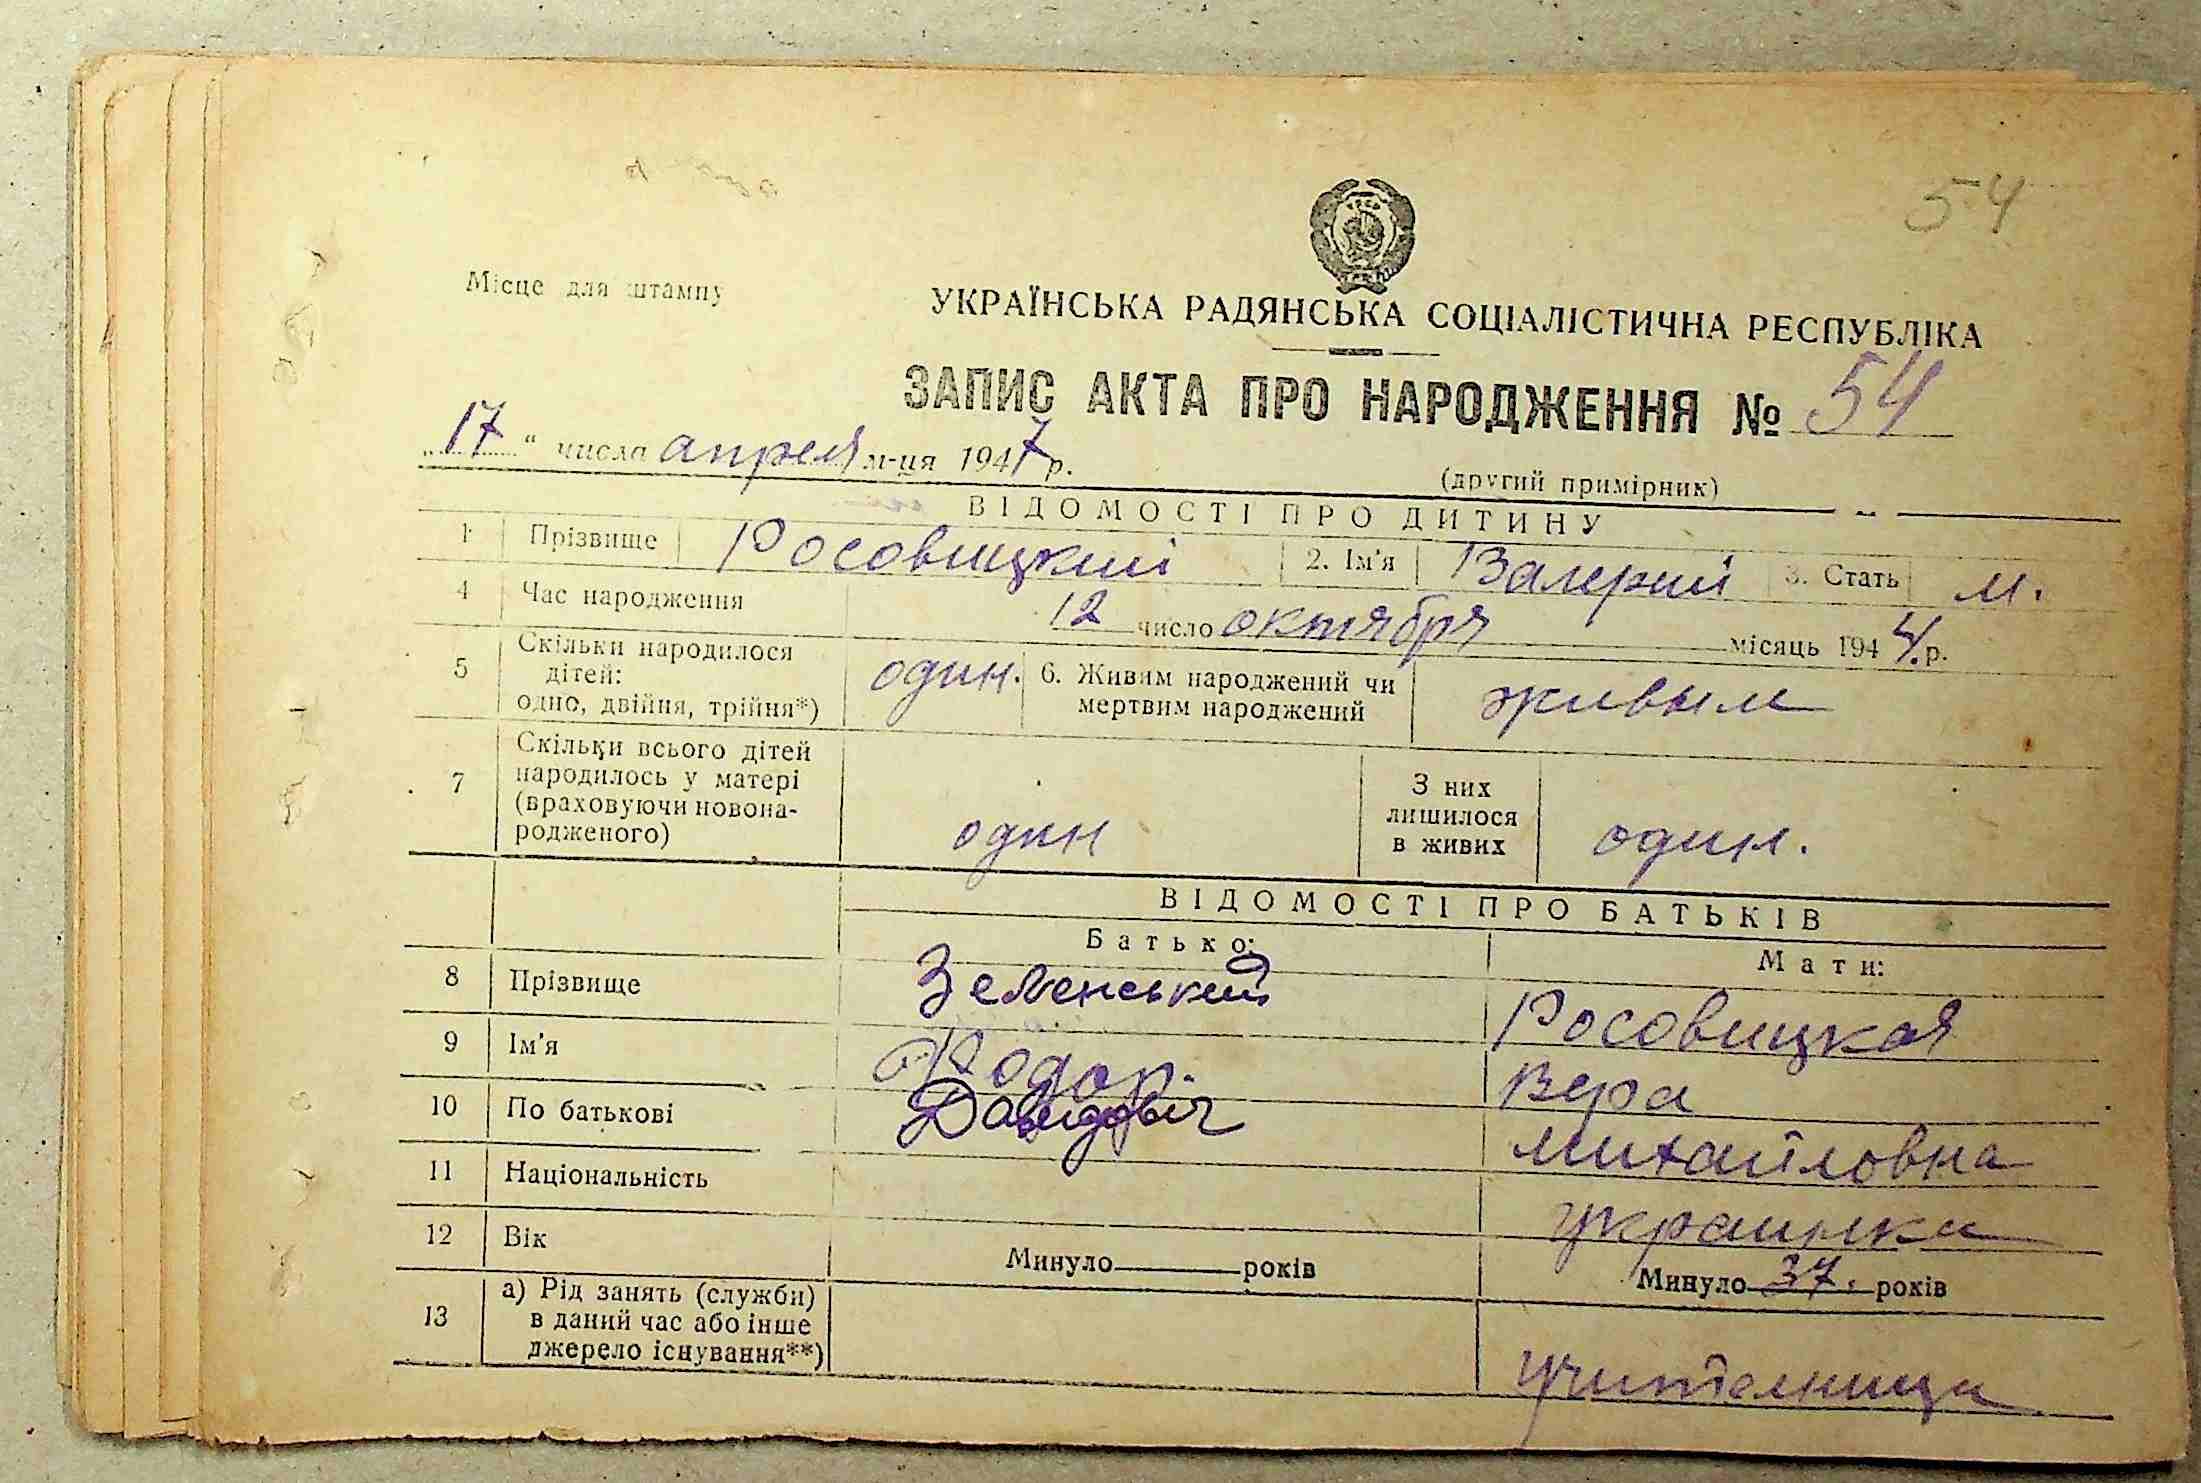 54
Місце для штампу
УКРАЇНСЬКА РАДЯНСЬКА СОЦІАЛІСТИЧНА РЕСПУБЛІКА
ЗАПИС АКТА ПРО НАРОДЖЕННЯ № 54
„17“ числа апреля м-ця 1947 р.
(другий примірник)
ВІДОМОСТІ ПРО ДИТИНУ
1 Прізвище Росовицкий 2. Ім'я Валерий 3. Стать м.
4 Час народження 12 число октября місяць 1944 р.
5 Скільки народилося дітей: одно, двійня, трійня*) один. 6. Живим народжений чи мертвим народжений живым
7 Скільки всього дітей народилось у матері (враховуючи новонародженого) один З них лишилося в живих один.
ВІДОМОСТІ ПРО БАТЬКІВ
Батько: Мати:
8 Прізвище Зеленський Росовицкая
9 Ім'я Вера
10 По батькові Давидовіч Михайловна
11 Національність украинка
12 Вік Минуло років Минуло 37. років
13 а) Рід занять (служби) в даний час або інше джерело існування**) учителница